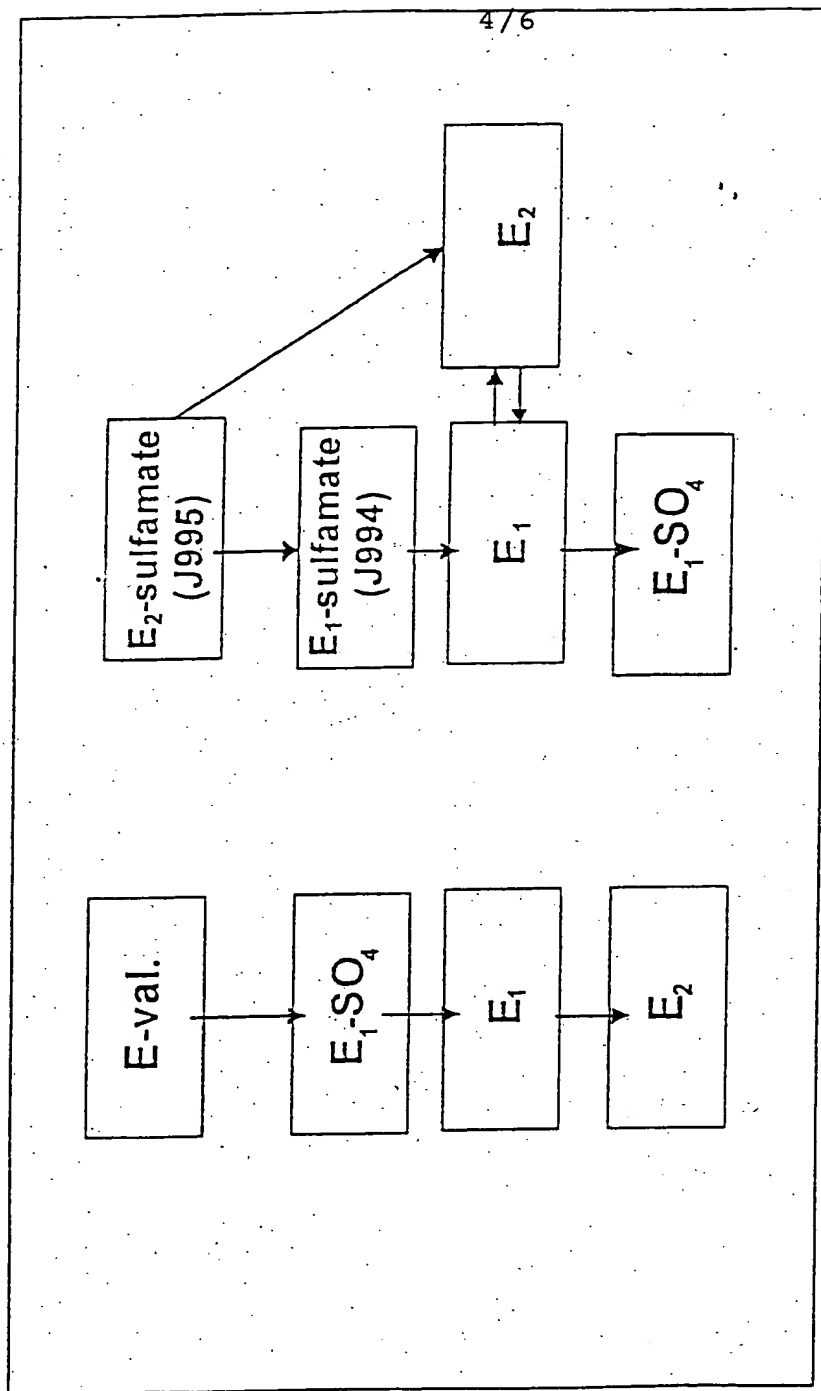 4/6
E-val.
E₁-SO₄
E₁
E₂
E₂-sulfamate
(J995)
E₁-sulfamate
(J994)
E₁
E₂
E₁-SO₄